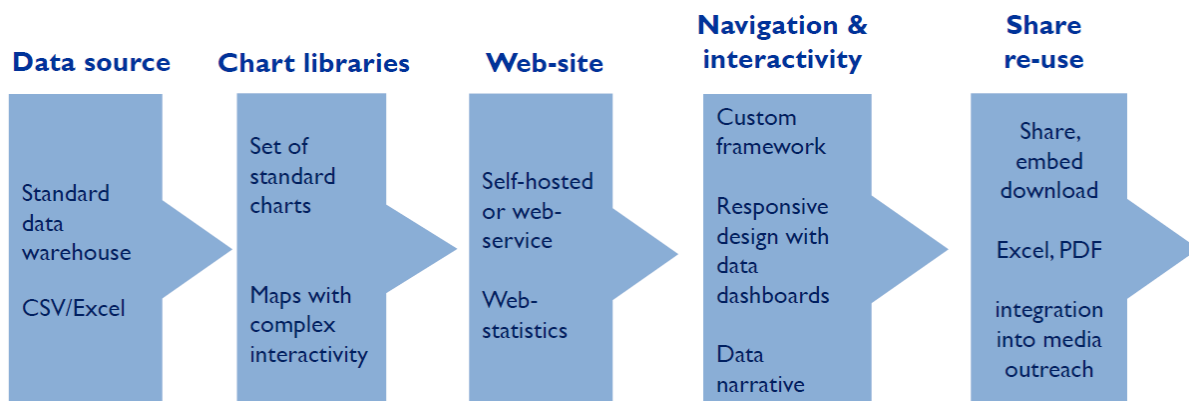 Data source
Standard
data
warehouse
CSV/Excel
Chart libraries
Set of
standard
charts
Maps with
complex
interactivity
Web-site
Self-hosted
or web-
service
Web-
statistics
Navigation &
interactivity
Custom
framework
Responsive
design with
data
dashboards
Data
narrative
Share
re-use
Share,
embed
download
Excel, PDF
integration
into media
outreach